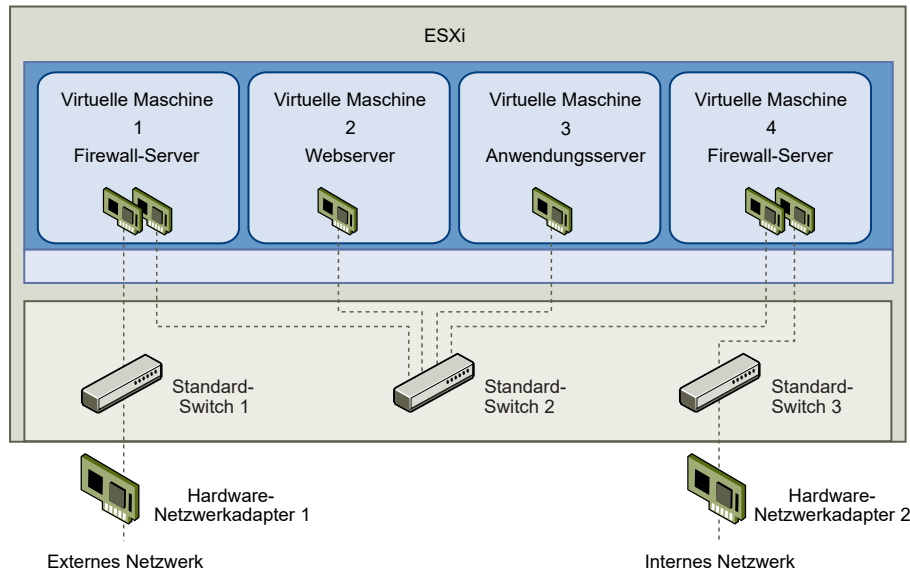 ESXi
Virtuelle Maschine
1
Firewall-Server
Virtuelle Maschine
2
Webserver
Virtuelle Maschine
3
Anwendungsserver
Virtuelle Maschine
4
Firewall-Server
Standard-
Switch 1
Standard-
Switch 2
Standard-
Switch 3
Hardware-
Netzwerkadapter 1
Hardware-
Netzwerkadapter 2
Externes Netzwerk
Internes Netzwerk